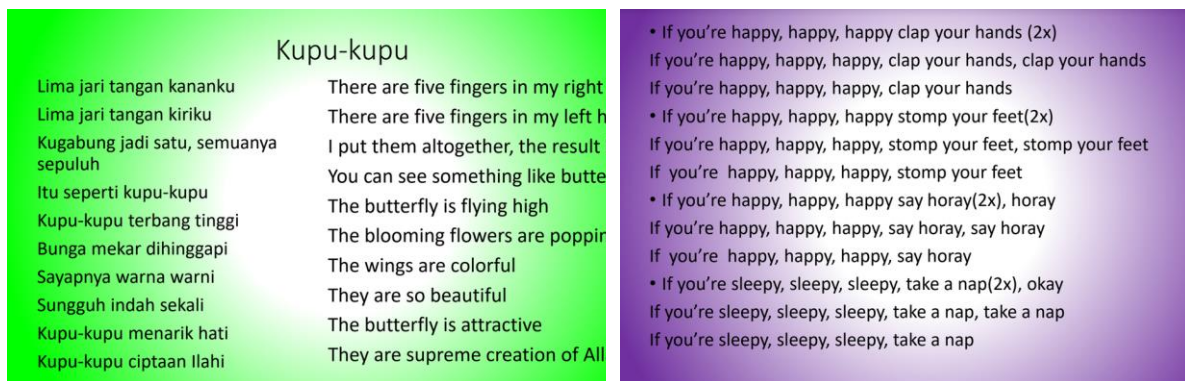 Kupu-kupu
Lima jari tangan kananku
Lima jari tangan kiriku
Kugabung jadi satu, semuanya
sepuluh
Itu seperti kupu-kupu
Kupu-kupu terbang tinggi
Bunga mekar dihinggapi
Sayapnya warna warni
Sungguh indah sekali
Kupu-kupu menarik hati
Kupu-kupu ciptaan Ilahi
There are five fingers in my right
There are five fingers in my left
I put them altogether, the result
You can see something like
The butterfly is flying high
The blooming flowers are
The wings are colorful
They are so beautiful
The butterfly is attractive
They are supreme creation of
• If you're happy, happy, happy clap your hands (2x)
If you're happy, happy, happy, clap your hands, clap your hands
If you're happy, happy, happy, clap your hands
• If you're happy, happy, happy stomp your feet(2x)
If you're happy, happy, happy, stomp your feet, stomp your feet
If you're happy, happy, happy, stomp your feet
• If you're happy, happy, happy say horay(2x), horay
If you're happy, happy, happy, say horay, say horay
If you're happy, happy, happy, say horay
• If you're sleepy, sleepy, sleepy, take a nap(2x), okay
If you're sleepy, sleepy, sleepy, take a nap, take a nap
If you're sleepy, sleepy, sleepy, take a nap